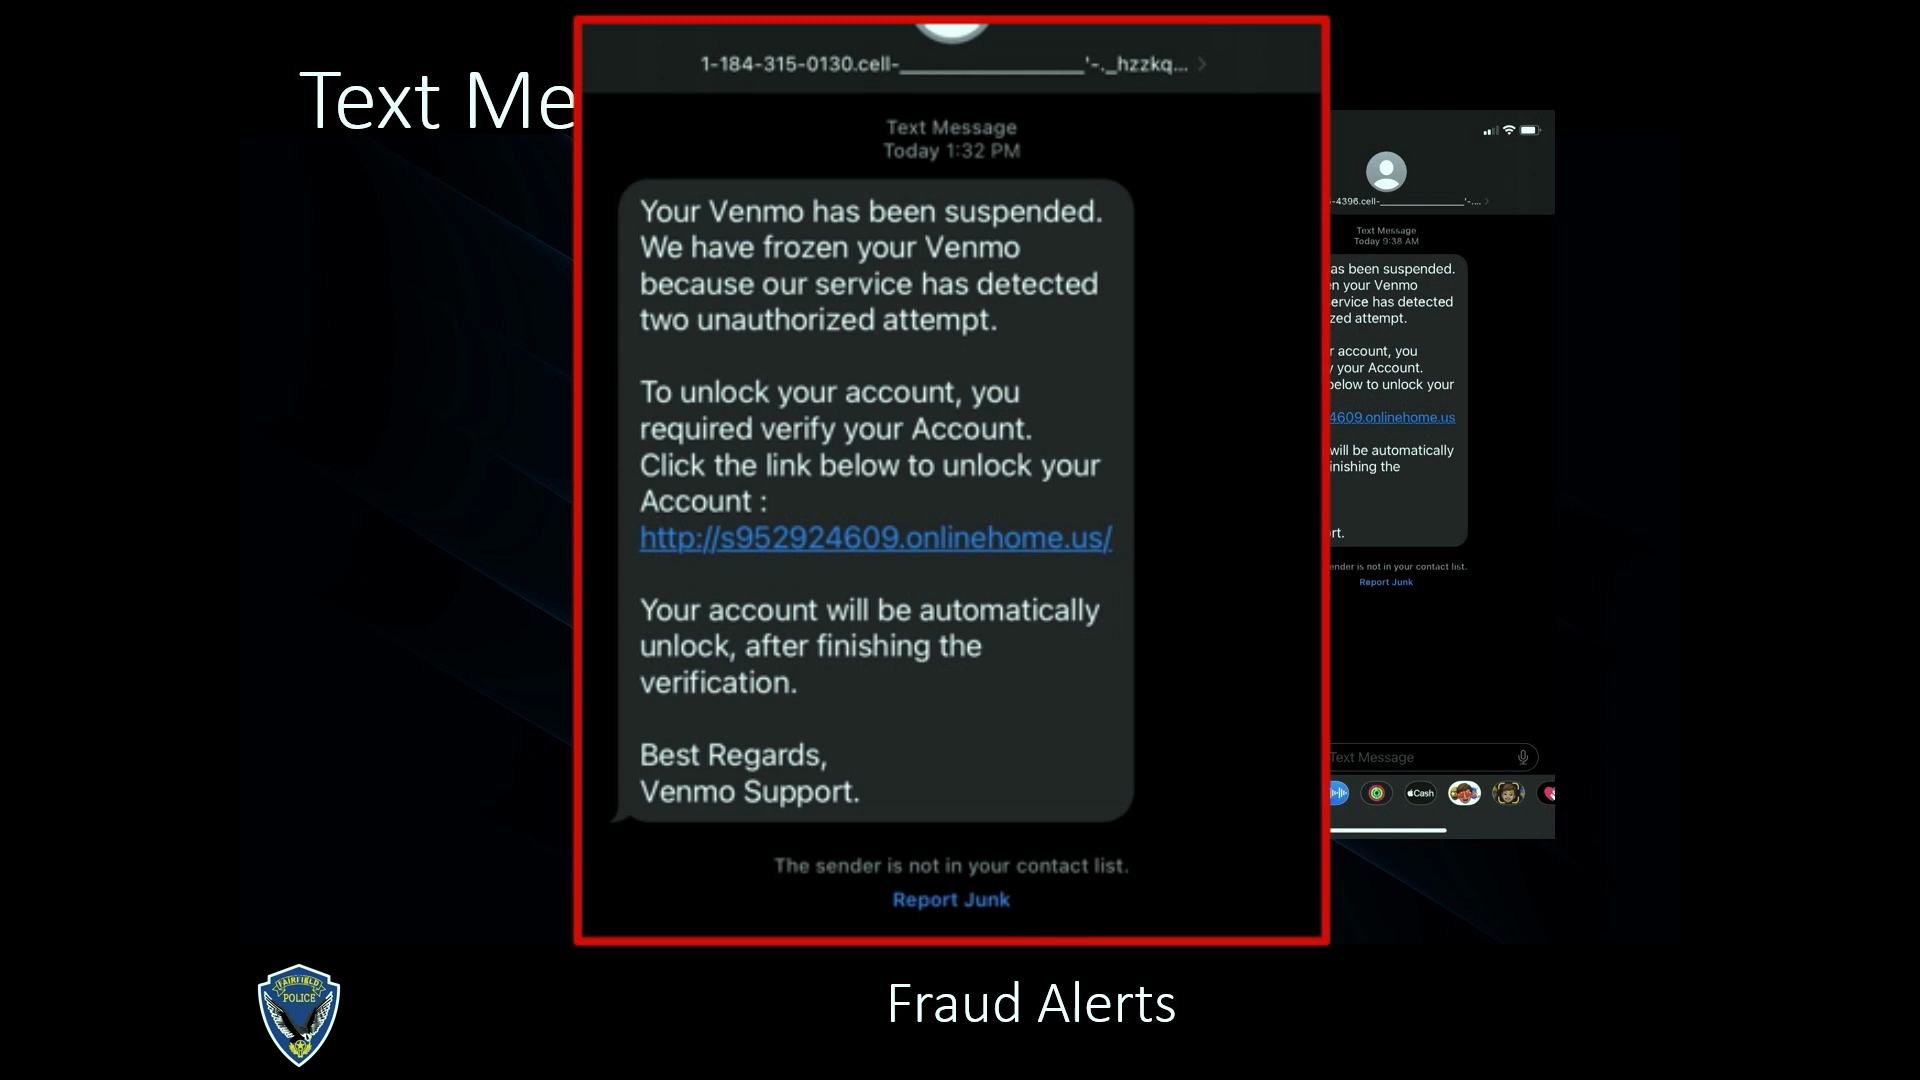 Text Me
1-184-315-0130.cell-__________________'-._hzzkq...
Text Message
Today 1:32 PM
Your Venmo has been suspended.
We have frozen your Venmo
because our service has detected
two unauthorized attempt.
To unlock your account, you
required verify your Account.
Click the link below to unlock your
Account :
http://s952924609.onlinehome.us/
Your account will be automatically
unlock, after finishing the
verification.
Best Regards,
Venmo Support.
The sender is not in your contact list.
Report Junk
-4396.cell-__________________'-....
Text Message
Today 9:38 AM
as been suspended.
n your Venmo
ervice has detected
zed attempt.
r account, you
y your Account.
below to unlock your
4609.onlinehome.us
will be automatically
inishing the
rt.
ender is not in your contact list.
Report Junk
Text Message
Cash
FAIRFIELD
POLICE
Fraud Alerts